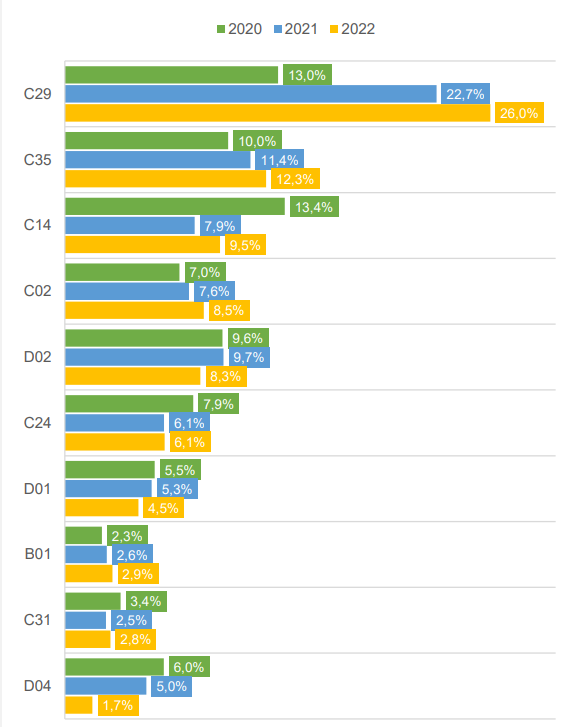 2020 2021 2022
C29
13,0%
22,7%
26,0%
C35
10,0%
11,4%
12,3%
C14
13,4%
7,9%
9,5%
C02
7,0%
7,6%
8,5%
D02
9,6%
9,7%
8,3%
C24
7,9%
6,1%
6,1%
D01
5,5%
5,3%
4,5%
B01
2,3%
2,6%
2,9%
C31
3,4%
2,5%
2,8%
D04
6,0%
5,0%
1,7%